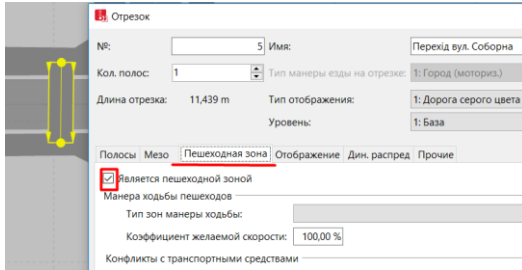 Отрезок
№: 5 Имя: Перехід вул. Соборна
Кол. полос: 1 Тип манеры езды на отрезке: 1: Город (моториз.)
Длина отрезка: 11,439 m Тип отображения: 1: Дорога серого цвета
Уровень: 1: База
Полосы Мезо Пешеходная зона Отображение Дин. распред Прочие
Является пешеходной зоной
Манера ходьбы пешеходов
Тип зон манеры ходьбы:
Коэффициент желаемой скорости: 100,00 %
Конфликты с транспортными средствами